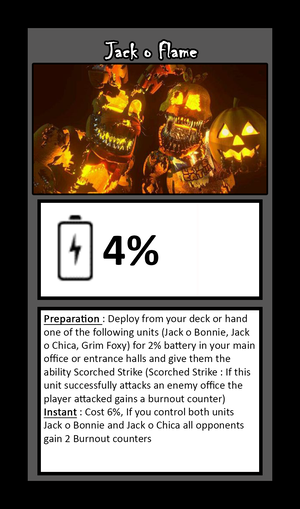 Jack o Flame
4%
Preparation : Deploy from your deck or hand
one of the following units (Jack o Bonnie, Jack
o Chica, Grim Foxy) for 2% battery in your main
office or entrance halls and give them the
ability Scorched Strike (Scorched Strike : If this
unit successfully attacks an enemy office the
player attacked gains a burnout counter)
Instant : Cost 6%, If you control both units
Jack o Bonnie and Jack o Chica all opponents
gain 2 Burnout counters